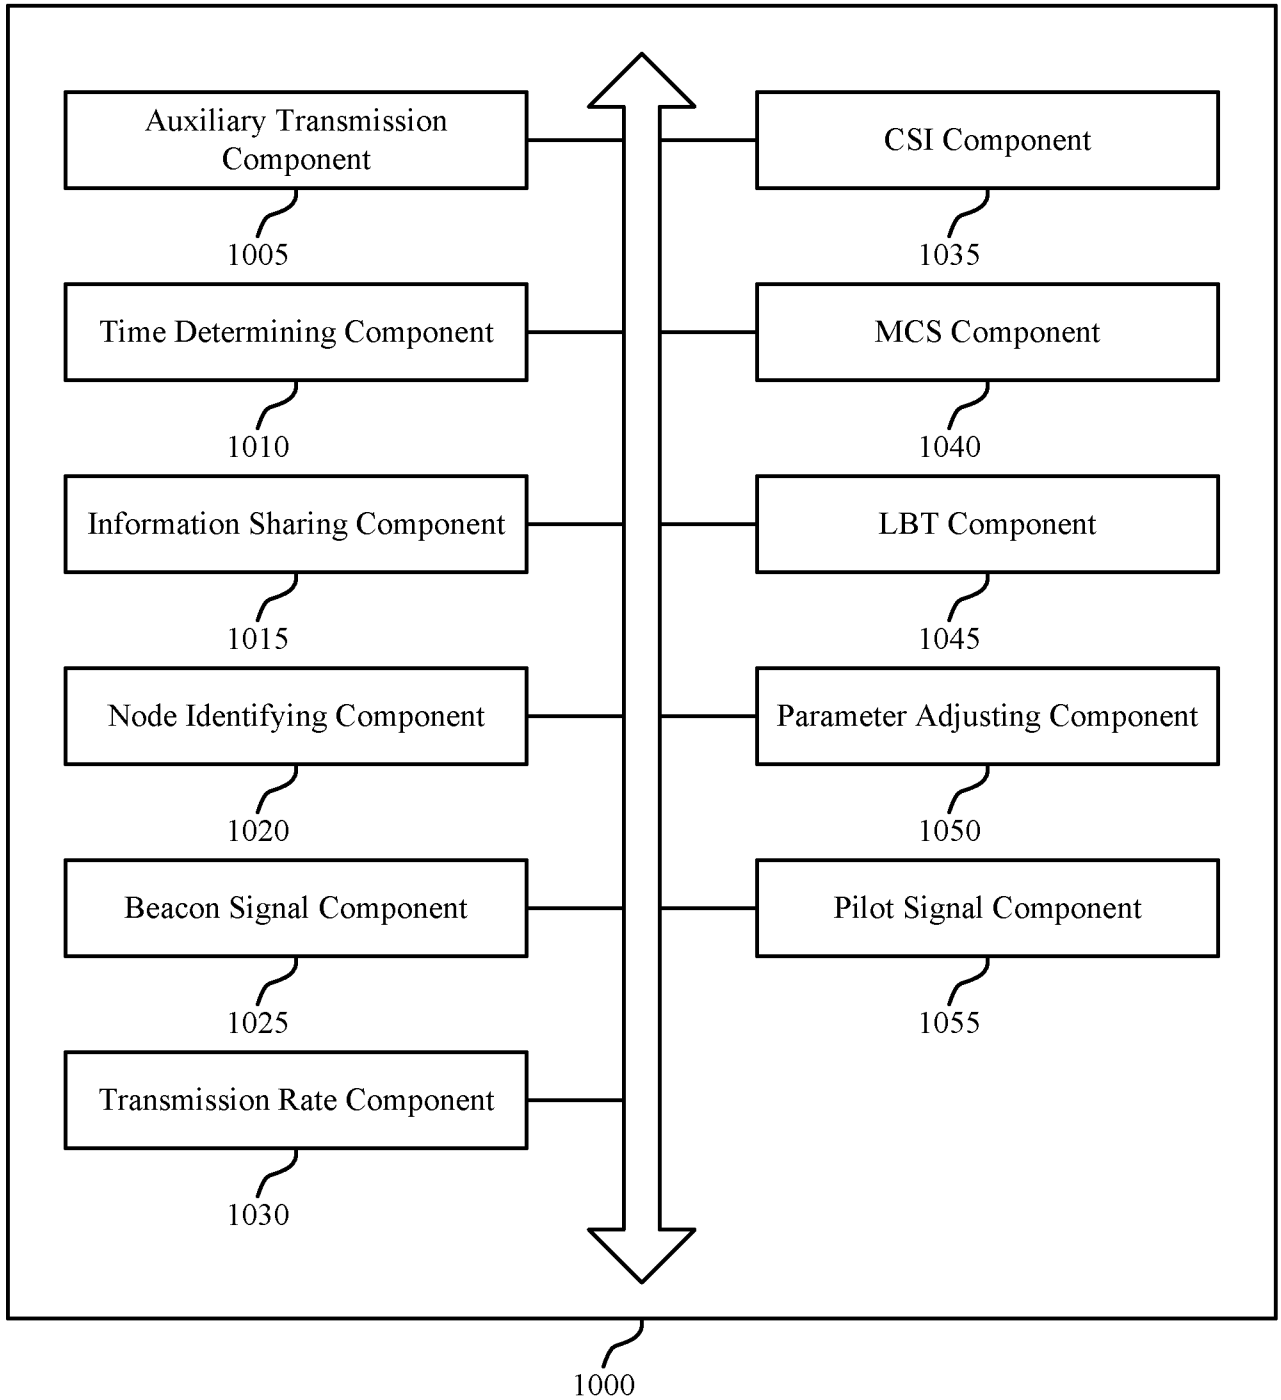 Auxiliary Transmission
Component
1005
Time Determining Component
1010
Information Sharing Component
1015
Node Identifying Component
1020
Beacon Signal Component
1025
Transmission Rate Component
1030
CSI Component
1035
MCS Component
1040
LBT Component
1045
Parameter Adjusting Component
1050
Pilot Signal Component
1055
1000